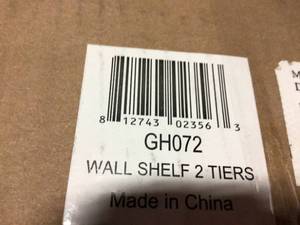 8 12743 02356 3
GH072
WALL SHELF 2 TIERS
Made in China